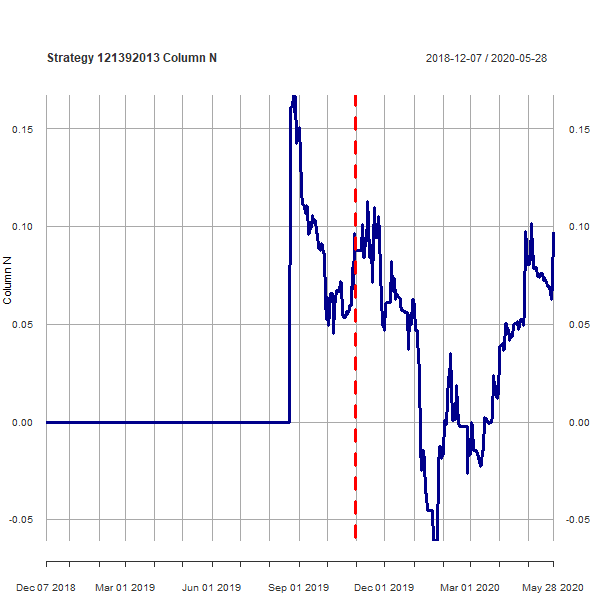 Strategy 121392013 Column N
2018-12-07 / 2020-05-28
0.15 0.15
0.10 0.10
0.05 0.05
0.00 0.00
-0.05 -0.05
Column N
Dec 07 2018 Mar 01 2019 Jun 01 2019 Sep 01 2019 Dec 01 2019 Mar 01 2020 May 28 2020